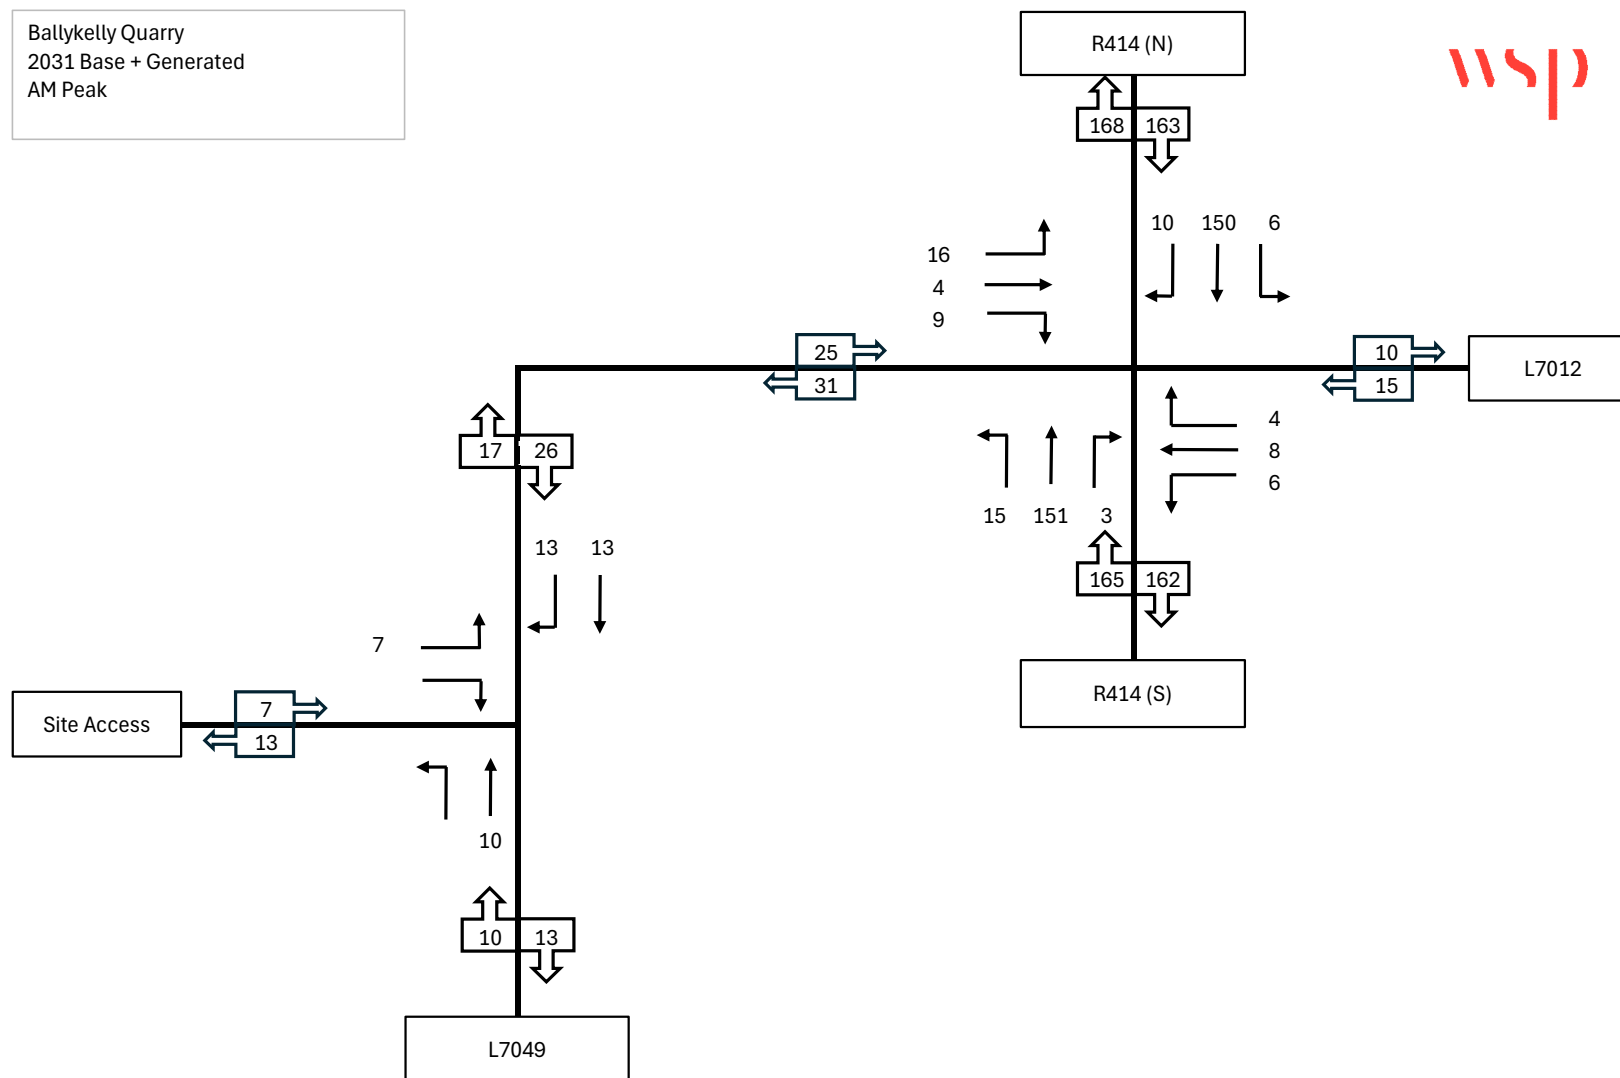 Ballykelly Quarry
2031 Base + Generated
AM Peak
R414 (N)
wsp
168 163
10 150 6
16
4
9
25
31
10
15
L7012
17 26
4
8
6
15 151 3
13 13
165 162
7
R414 (S)
Site Access
7
13
10
10 13
L7049